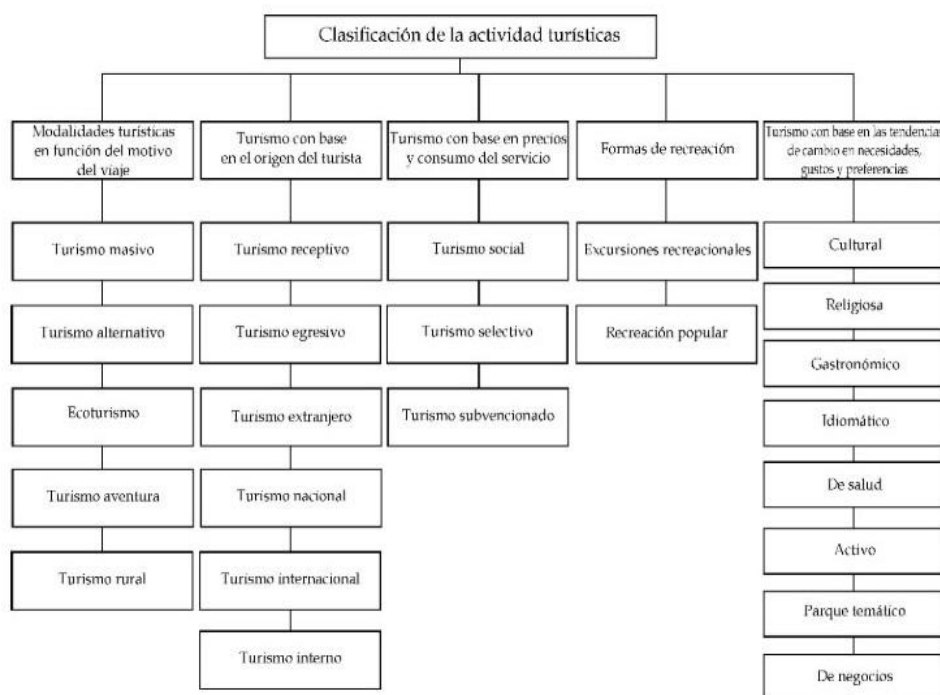 Clasificación de la actividad turísticas
Modalidades turísticas
en función del motivo
del viaje
Turismo masivo
Turismo alternativo
Ecoturismo
Turismo aventura
Turismo rural
Turismo con base
en el origen del turista
Turismo receptivo
Turismo egresivo
Turismo extranjero
Turismo nacional
Turismo internacional
Turismo interno
Turismo con base en precios
y consumo del servicio
Turismo social
Turismo selectivo
Turismo subvencionado
Formas de recreación
Excursiones recreacionales
Recreación popular
Turismo con base en las tendencias
de cambio en necesidades,
gustos y preferencias
Cultural
Religiosa
Gastronómico
Idiomático
De salud
Activo
Parque temático
De negocios